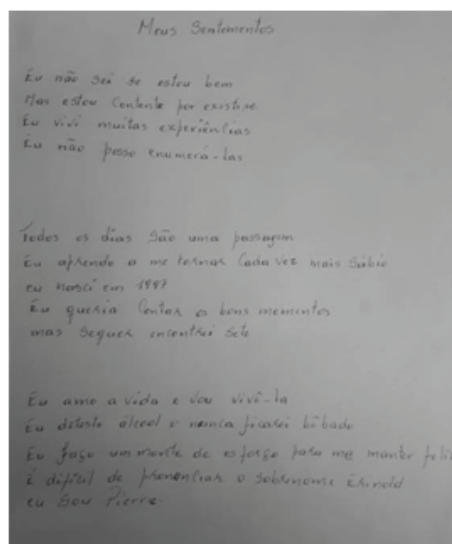 Meus Sentementos
Eu não sei se estou bem
Mas estou Contente por existir
Eu vivi muitas experiências
Eu não posso enumerá-las
Todos os dias são uma passagem
Eu aprendo a me tornar Cada vez mais Sábio
eu nasci em 1997
Eu queria Contar os bons momentos
mas Sequer encontrei Sete
Eu amo a vida e vou vivê-la
Eu detesto álcool e nunca ficarei bêbado
Eu faço um monte de esforço para me manter feliz
É difícil de pronunciar o Sobrenome
eu Sou Pierre.